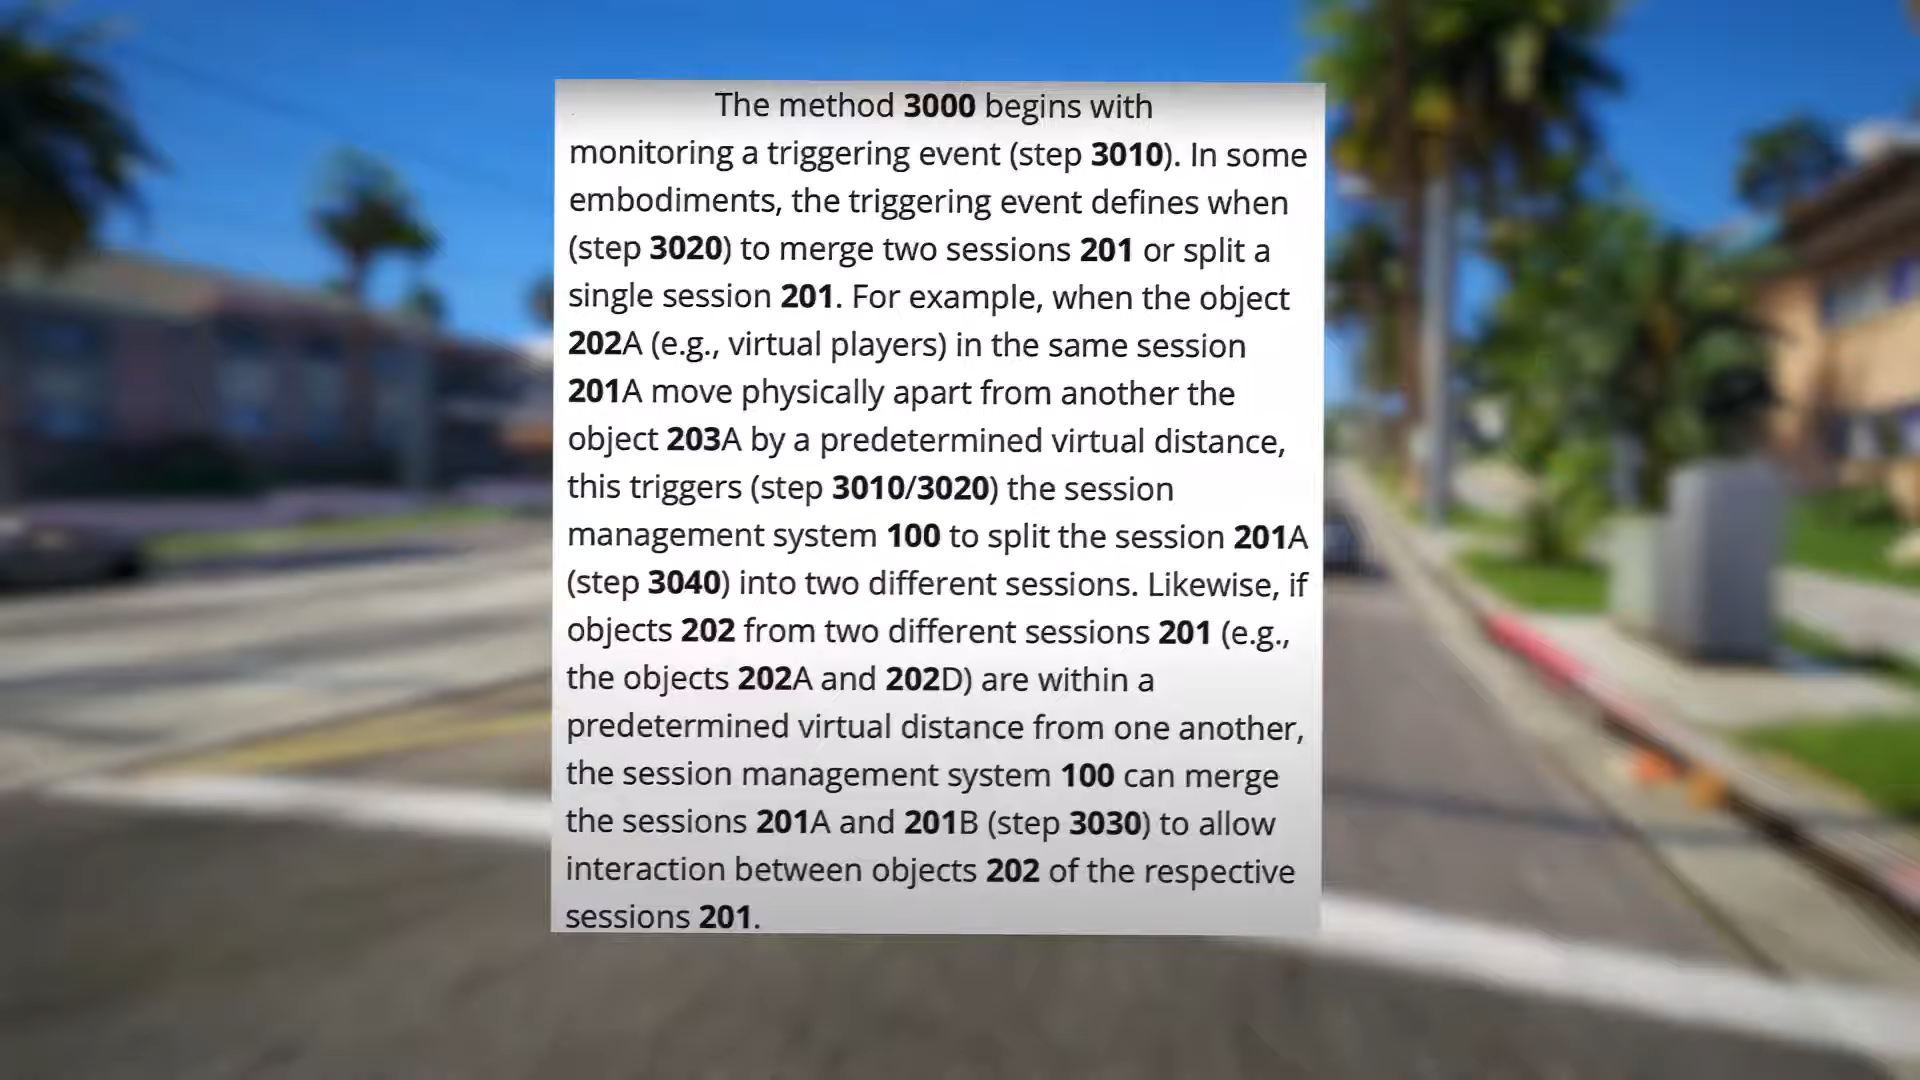 The method 3000 begins with
monitoring a triggering event (step 3010). In some
embodiments, the triggering event defines when
(step 3020) to merge two sessions 201 or split a
single session 201. For example, when the object
202A (e.g., virtual players) in the same session
201A move physically apart from another the
object 203A by a predetermined virtual distance,
this triggers (step 3010/3020) the session
management system 100 to split the session 201A
(step 3040) into two different sessions. Likewise, if
objects 202 from two different sessions 201 (e.g.,
the objects 202A and 202D) are within a
predetermined virtual distance from one another,
the session management system 100 can merge
the sessions 201A and 201B (step 3030) to allow
interaction between objects 202 of the respective
sessions 201.